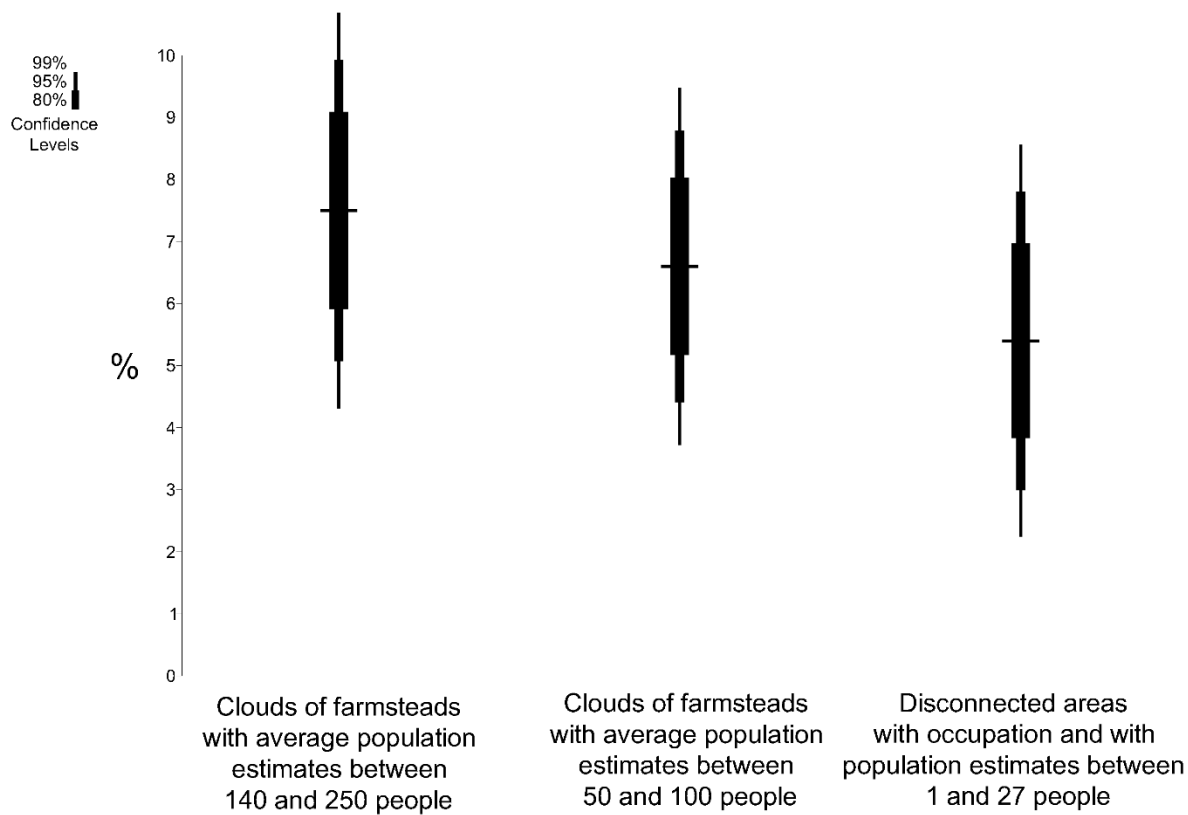 99%
95%
80%
Confidence
Levels
10
9
8
7
6
5
4
3
2
1
0
%
Clouds of farmsteads
with average population
estimates between
140 and 250 people
Clouds of farmsteads
with average population
estimates between
50 and 100 people
Disconnected areas
with occupation and with
population estimates between
1 and 27 people